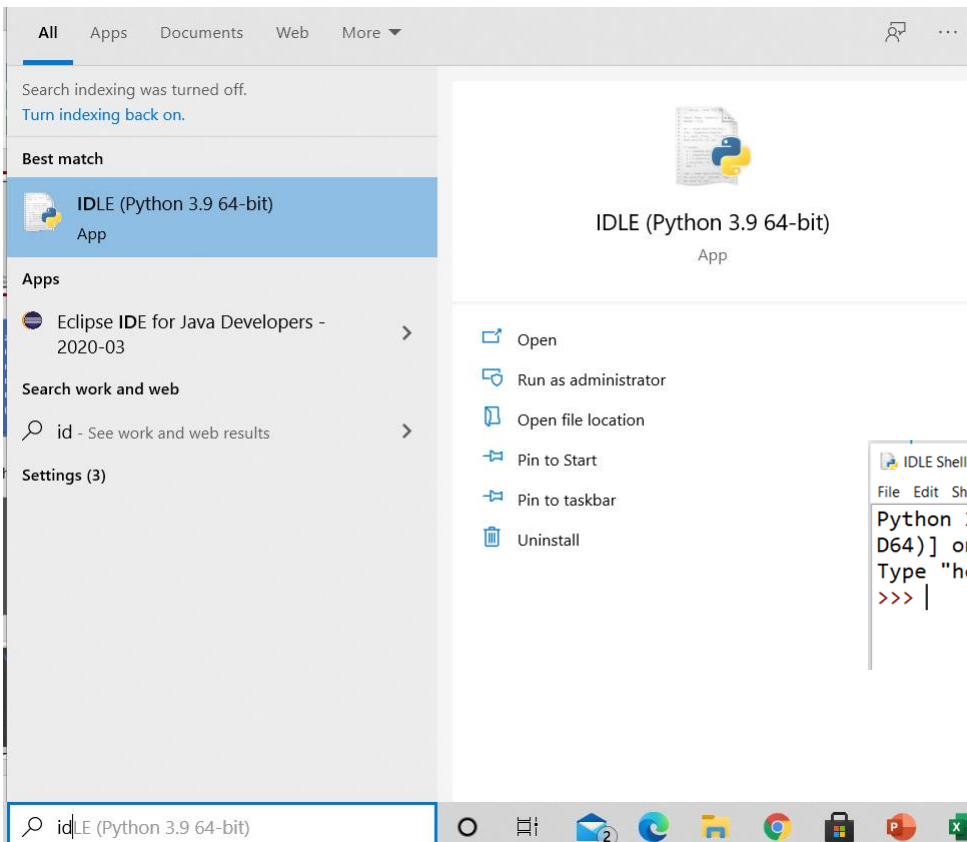 All Apps Documents Web More
Search indexing was turned off.
Turn indexing back on.
Best match
IDLE (Python 3.9 64-bit)
App
Apps
Eclipse IDE for Java Developers -
2020-03
Search work and web
id - See work and web results
Settings (3)
idLE (Python 3.9 64-bit)
IDLE (Python 3.9 64-bit)
App
Open
Run as administrator
Open file location
Pin to Start
Pin to taskbar
Uninstall
IDLE Shell
File Edit Sh
Python
D64)] o
Type "h
>>>
2